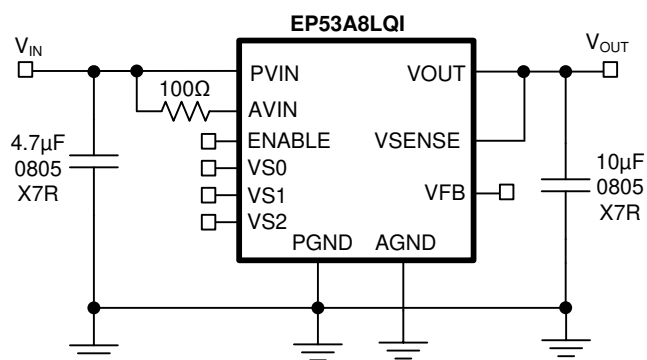 EP53A8LQI
VIN
VOUT
PVIN
VOUT
100Ω
AVIN
4.7µF
0805
X7R
ENABLE
VSENSE
VS0
VS1
VFB
VS2
10µF
0805
X7R
PGND
AGND